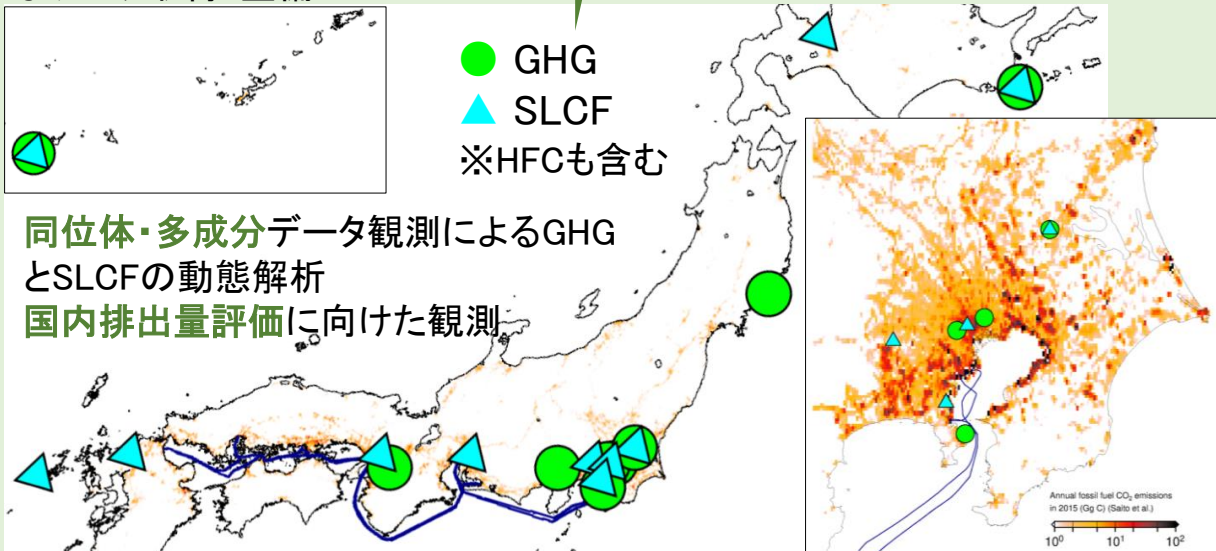 GHG
SLCF
※HFCも含む
同位体・多成分データ観測によるGHG
とSLCFの動態解析
国内排出量評価に向けた観測
Annual fossil fuel CO₂ emissions
in 2015 (Gg C) (Saito et al.)
10⁰ 10¹ 10²